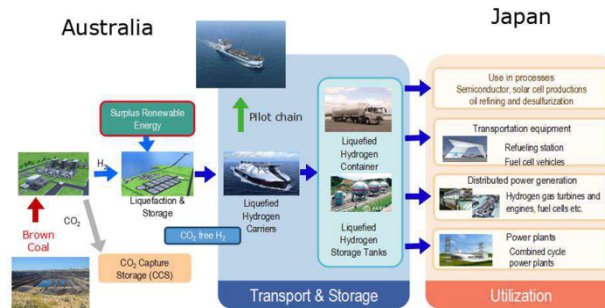 Australia
Japan
Surplus Renewable
Energy
Pilot chain
H₂
Liquefaction &
Storage
CO₂
Brown
Coal
CO₂ Capture
Storage (CCS)
CO₂ free H₂
Liquefied
Hydrogen
Carriers
Liquefied
Hydrogen
Container
Liquefied
Hydrogen
Storage Tanks
Transport & Storage
Use in processes
Semiconductor, solar cell productions
oil refining and desulfurization
Transportation equipment
Refueling station
Fuel cell vehicles
Distributed power generation
Hydrogen gas turbines and
engines, fuel cells etc.
Power plants
Combined cycle
power plants
Utilization